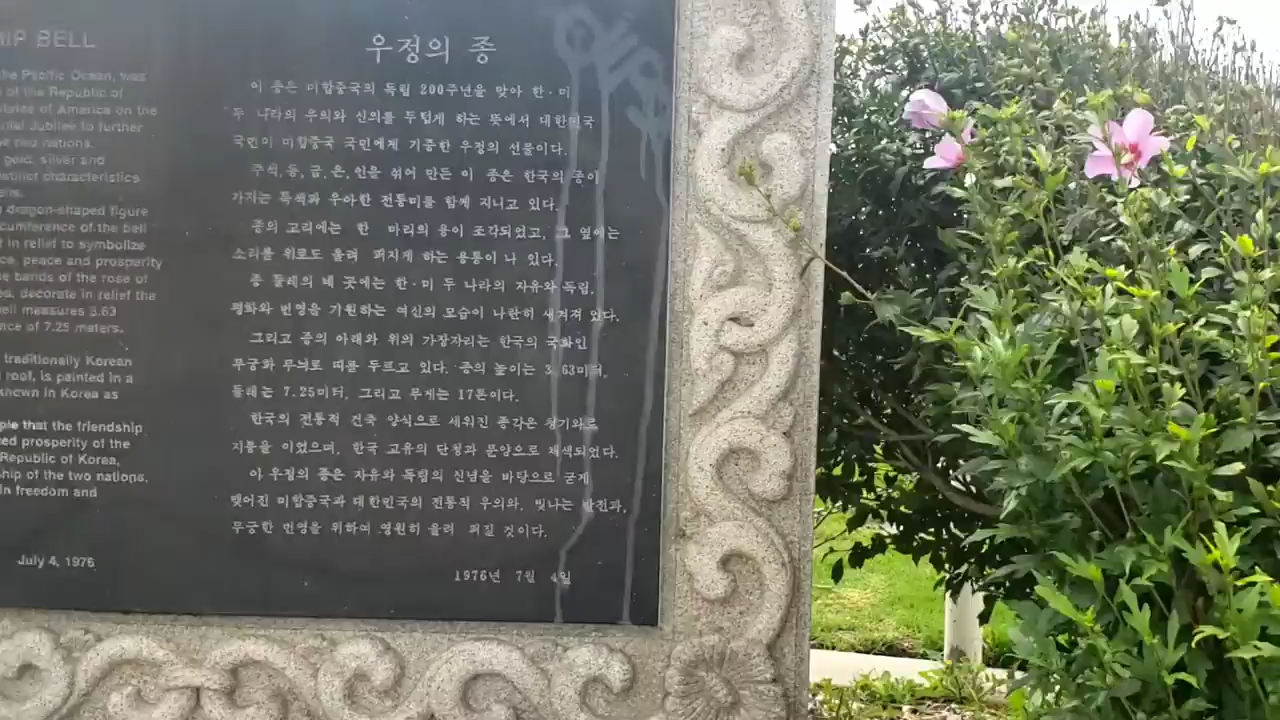 IP BELL
the Pacific Ocean, was
of the Republic of
States of America on the
nnial Jubilee to further
two nations.
gold, silver and
distinct characteristics
dragon-shaped figure
circumference of the bell
in relief to symbolize
peace and prosperity
bands of the rose of
decorate in relief the
bell measures 3.63
of 7.25 meters.
traditionally Korean
roof, is painted in a
known in Korea as
that the friendship
prosperity of the
Republic of Korea,
of the two nations,
in freedom and
July 4, 1976
우정의 종
이 종은 미합중국의 독립 200주년을 맞아 한·미
두 나라의 우의와 신의를 두텁게 하는 뜻에서 대한민국
국민이 미합중국 국민에게 기증한 우정의 선물이다.
주석, 동, 금, 은, 인을 섞어 만든 이 종은 한국의 종이
가지는 특색과 우아한 전통미를 함께 지니고 있다.
종의 고리에는 한 마리의 용이 조각되었고, 그 옆에는
소리를 위로도 울려 퍼지게 하는 용통이 나 있다.
종 둘레의 네 곳에는 한·미 두 나라의 자유와 독립,
평화와 번영을 기원하는 여신의 모습이 나란히 새겨져 있다.
그리고 종의 아래와 위의 가장자리는 한국의 국화인
무궁화 무늬로 띠를 두르고 있다. 종의 높이는 3.63미터,
둘레는 7.25미터, 그리고 무게는 17톤이다.
한국의 전통적 건축 양식으로 세워진 종각은 청기와로
지붕을 이었으며, 한국 고유의 단청과 문양으로 채색되었다.
아 우정의 종은 자유와 독립의 신념을 바탕으로 굳게
맺어진 미합중국과 대한민국의 전통적 우의와, 빛나는 발전과,
무궁한 번영을 위하여 영원히 울려 퍼질 것이다.
1976년 7월 4일